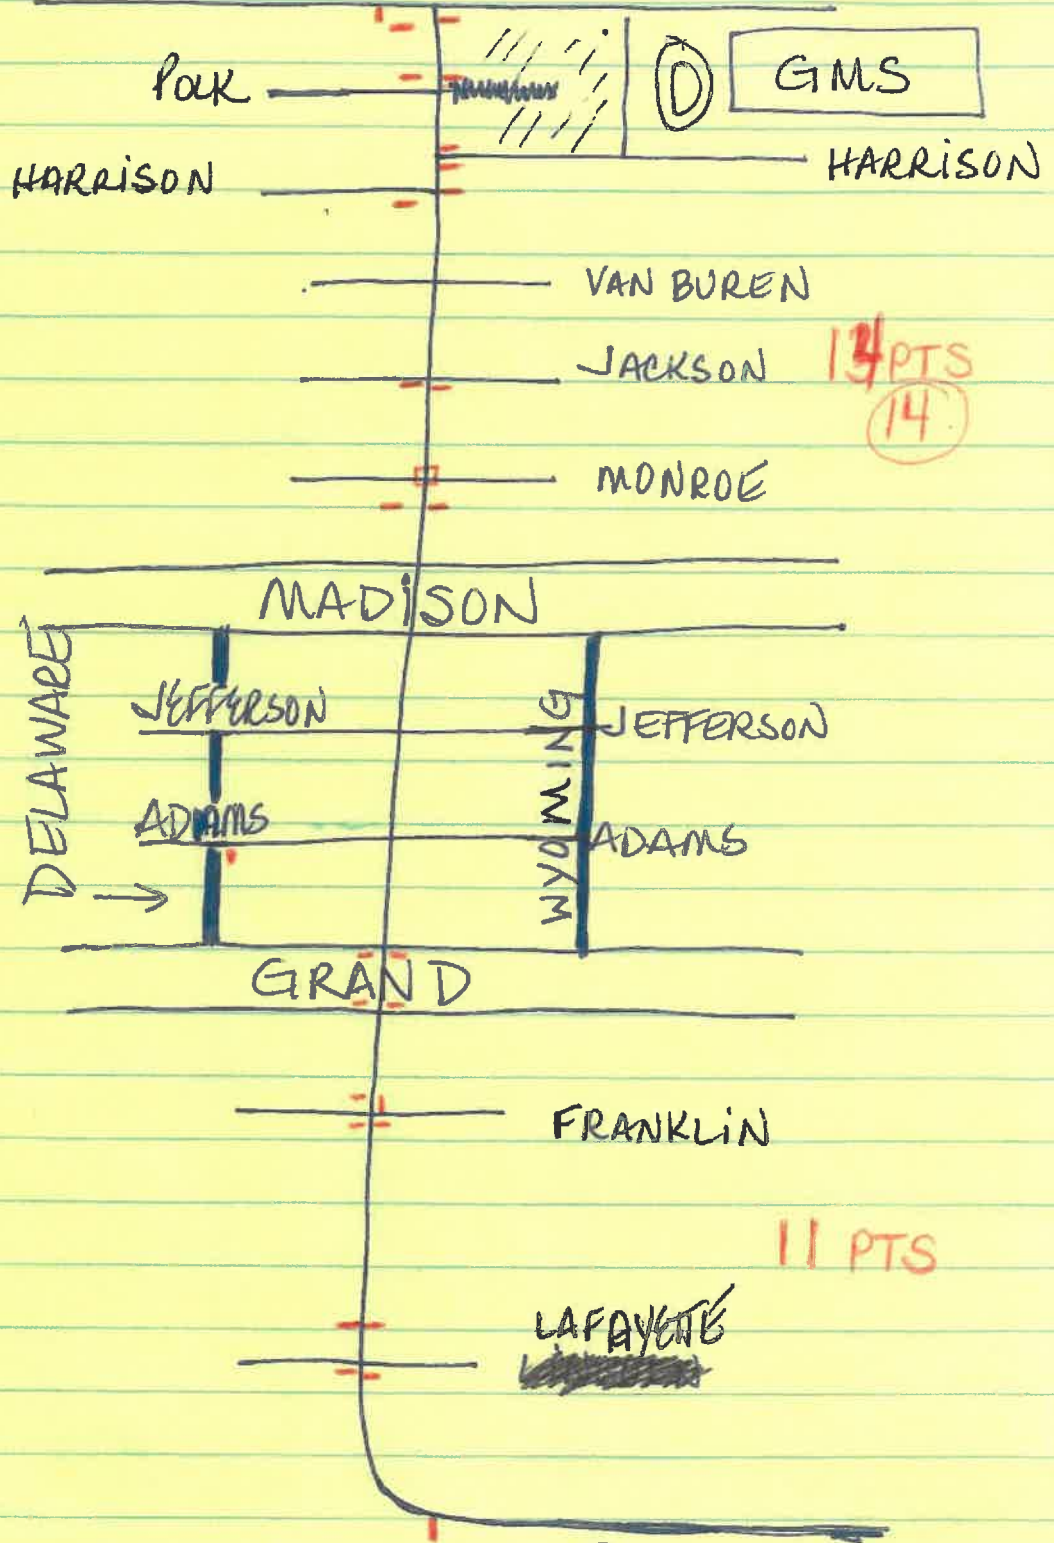 POLK
D
GMS
HARRISON
HARRISON
VAN BUREN
JACKSON
PTS
14
MONROE
MADISON
DELAWARE
JEFFERSON
WYOMING
JEFFERSON
ADAMS
ADAMS
GRAND
FRANKLIN
11 PTS
LAFAYETTE